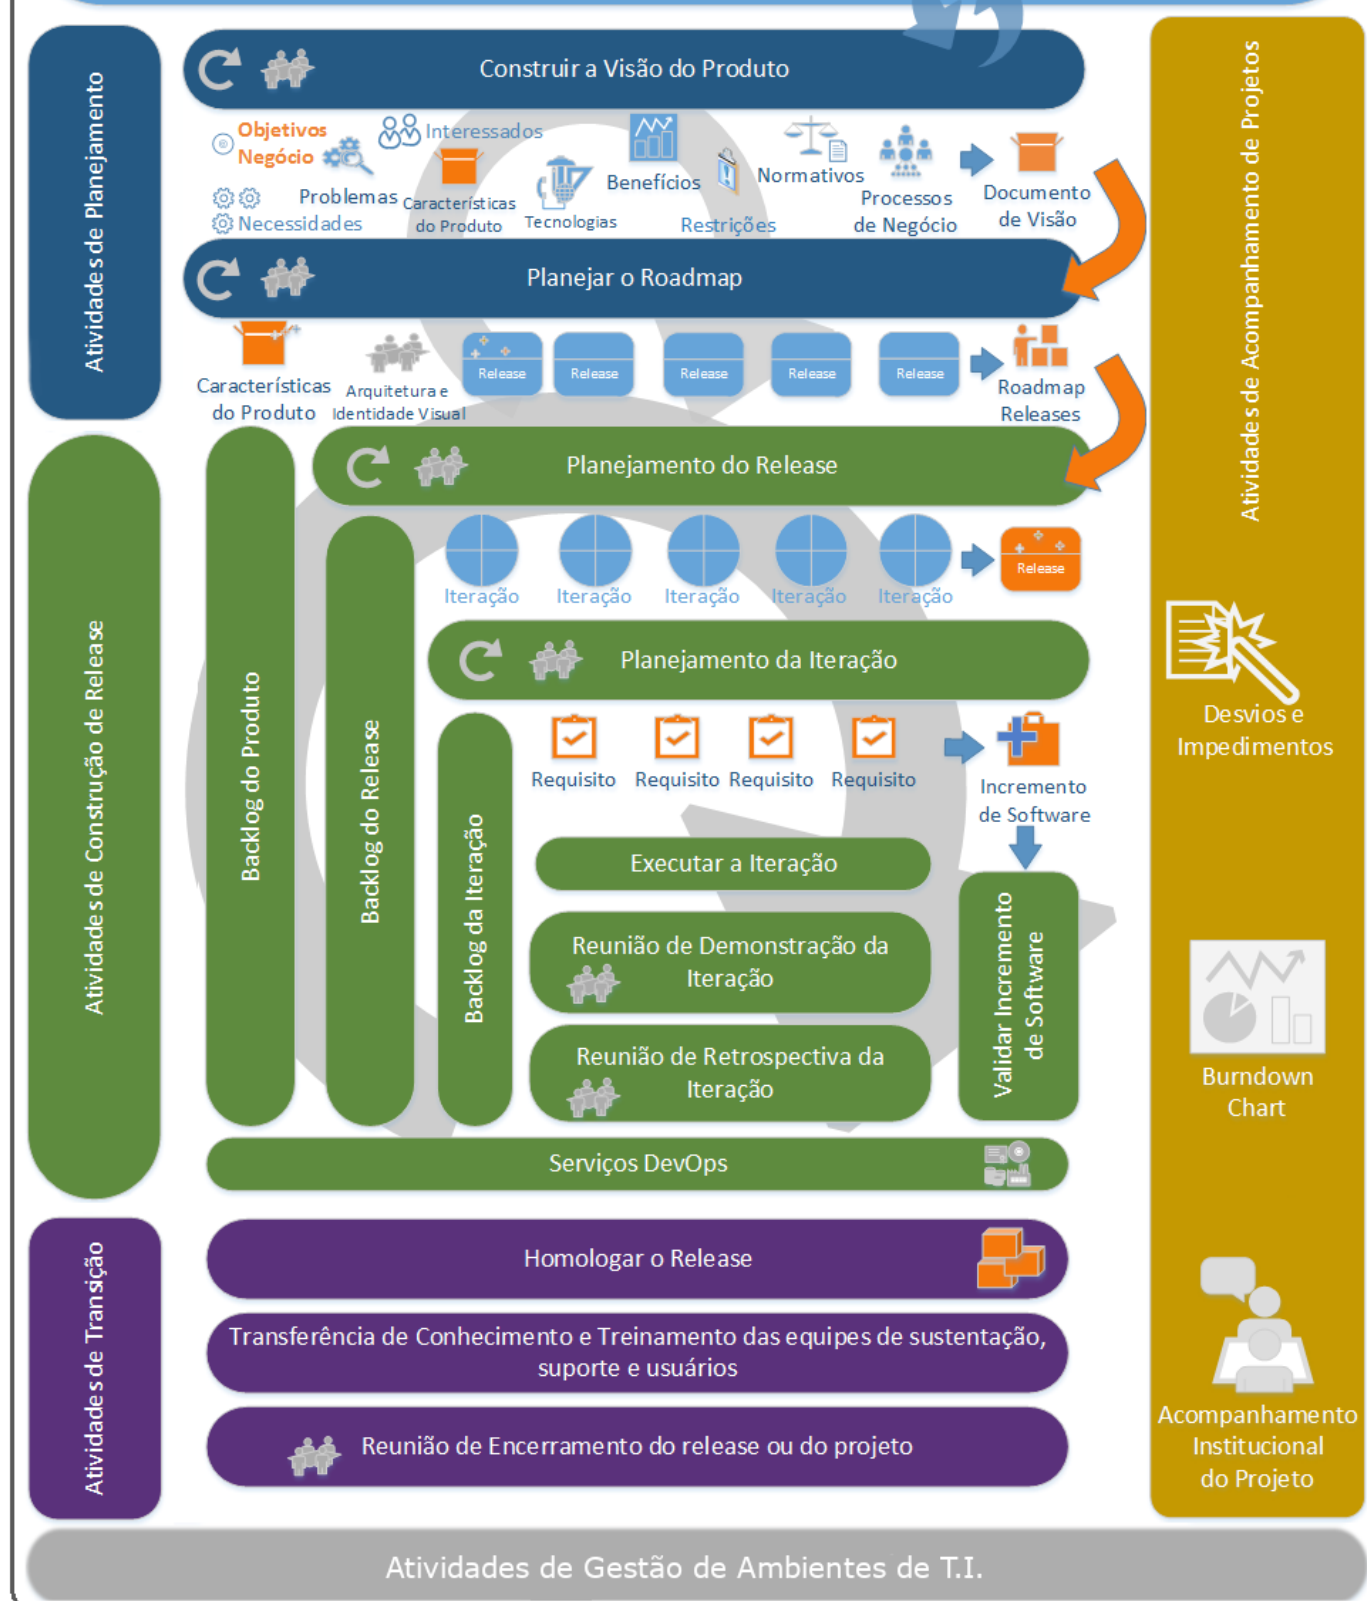 Atividades de Planejamento
Construir a Visão do Produto
Objetivos
Negócio
Problemas
Necessidades
Interessados
Características
do Produto
Tecnologias
Benefícios
Restrições
Normativos
Processos
de Negócio
Documento
de Visão
Planejar o Roadmap
Características
do Produto
Arquitetura e
Identidade Visual
Release
Release
Release
Release
Release
Roadmap
Releases
Atividades de Construção de Release
Backlog do Produto
Planejamento do Release
Backlog do Release
Iteração
Iteração
Iteração
Iteração
Iteração
Release
Planejamento da Iteração
Backlog da Iteração
Requisito
Requisito
Requisito
Requisito
Incremento
de Software
Executar a Iteração
Reunião de Demonstração da
Iteração
Reunião de Retrospectiva da
Iteração
Validar Incremento
de Software
Serviços DevOps
Atividades de Transição
Homologar o Release
Transferência de Conhecimento e Treinamento das equipes de sustentação,
suporte e usuários
Reunião de Encerramento do release ou do projeto
Atividades de Acompanhamento de Projetos
Desvios e
Impedimentos
Burndown
Chart
Acompanhamento
Institucional
do Projeto
Atividades de Gestão de Ambientes de T.I.